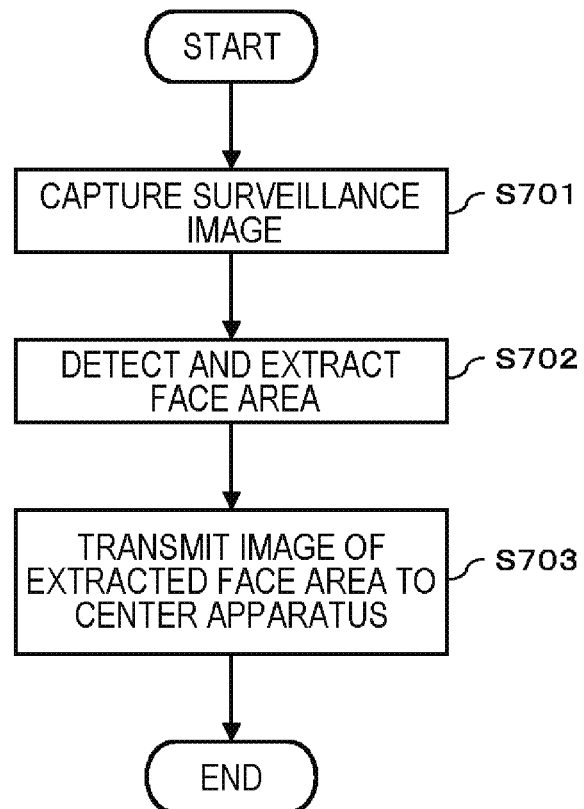 START
CAPTURE SURVEILLANCE
IMAGE
S701
DETECT AND EXTRACT
FACE AREA
S702
TRANSMIT IMAGE OF
EXTRACTED FACE AREA TO
CENTER APPARATUS
S703
END